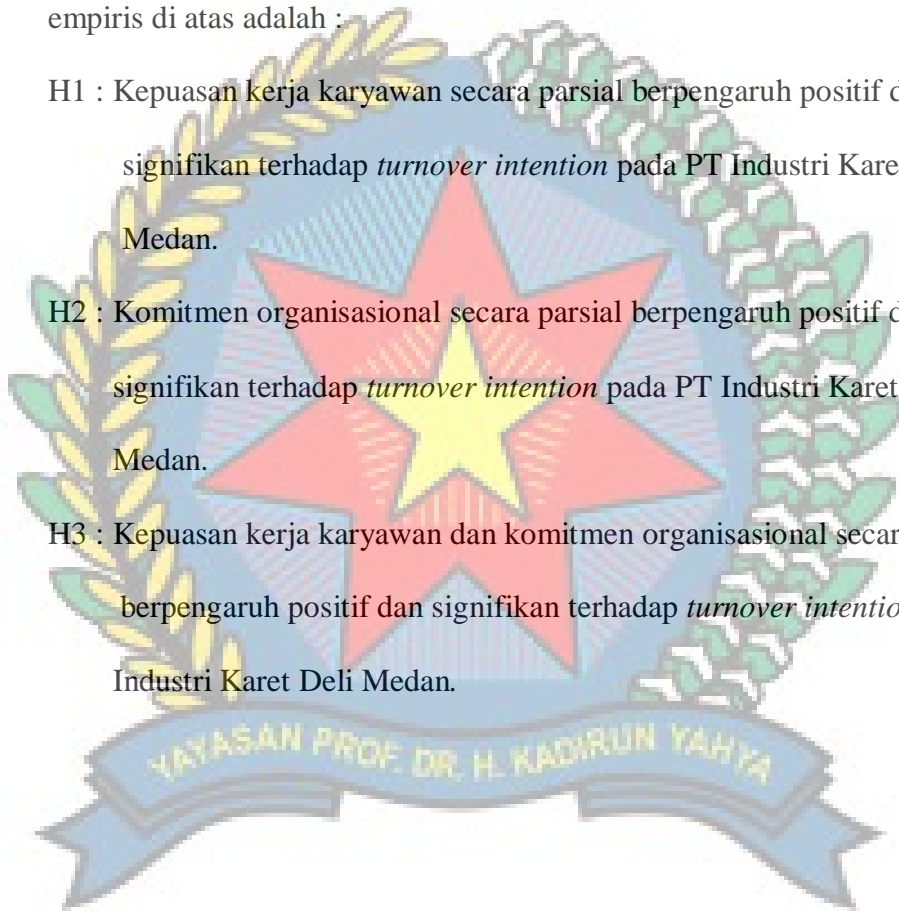 empiris di atas adalah :
H1 : Kepuasan kerja karyawan secara parsial berpengaruh positif d
signifikan terhadap turnover intention pada PT Industri Kare
Medan.
H2 : Komitmen organisasional secara parsial berpengaruh positif d
signifikan terhadap turnover intention pada PT Industri Karet
Medan.
H3 : Kepuasan kerja karyawan dan komitmen organisasional secar
berpengaruh positif dan signifikan terhadap turnover intentio
Industri Karet Deli Medan.
YAYASAN PROF. DR. H. KADIRUN YAHYA